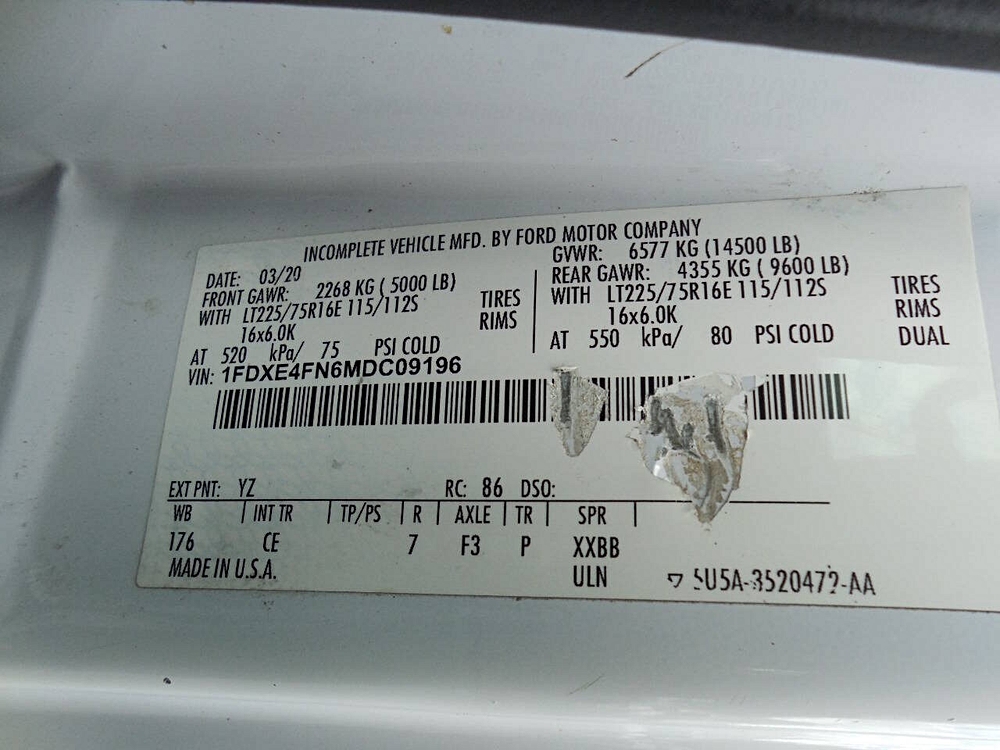 INCOMPLETE VEHICLE MFD. BY FORD MOTOR COMPANY
DATE: 03/20 GVWR: 6577 KG (14500 LB)
FRONT GAWR: 2268 KG ( 5000 LB) REAR GAWR: 4355 KG ( 9600 LB)
WITH LT225/75R16E 115/112S TIRES WITH LT225/75R16E 115/112S TIRES
16x6.0K RIMS 16x6.0K RIMS
AT 520 kPa/ 75 PSI COLD AT 550 kPa/ 80 PSI COLD DUAL
VIN: 1FDXE4FN6MDC09196
EXT PNT: YZ RC: 86 DSO:
WB INT TR TP/PS R AXLE TR SPR
176 CE 7 F3 P XXBB
MADE IN U.S.A. ULN 5U5A-3520472-AA